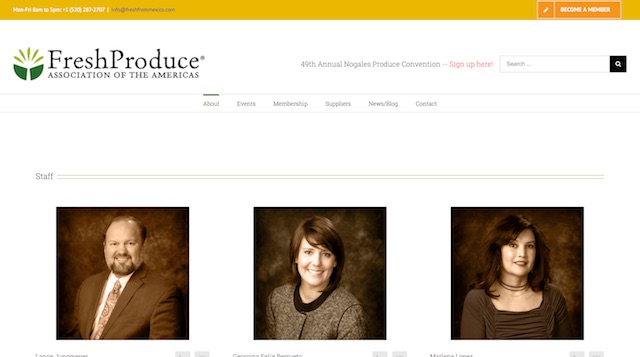 Mon-Fri 8am to 5pm: +1 (520) 287-2707 | info@freshfrommexico.com
BECOME A MEMBER
FreshProduce®
ASSOCIATION OF THE AMERICAS
49th Annual Nogales Produce Convention -- Sign up here!
Search ...
About Events Membership Suppliers News/Blog Contact
Staff
Lance Jungmeyer Georgina Felix Berrueto Marlene Lopez